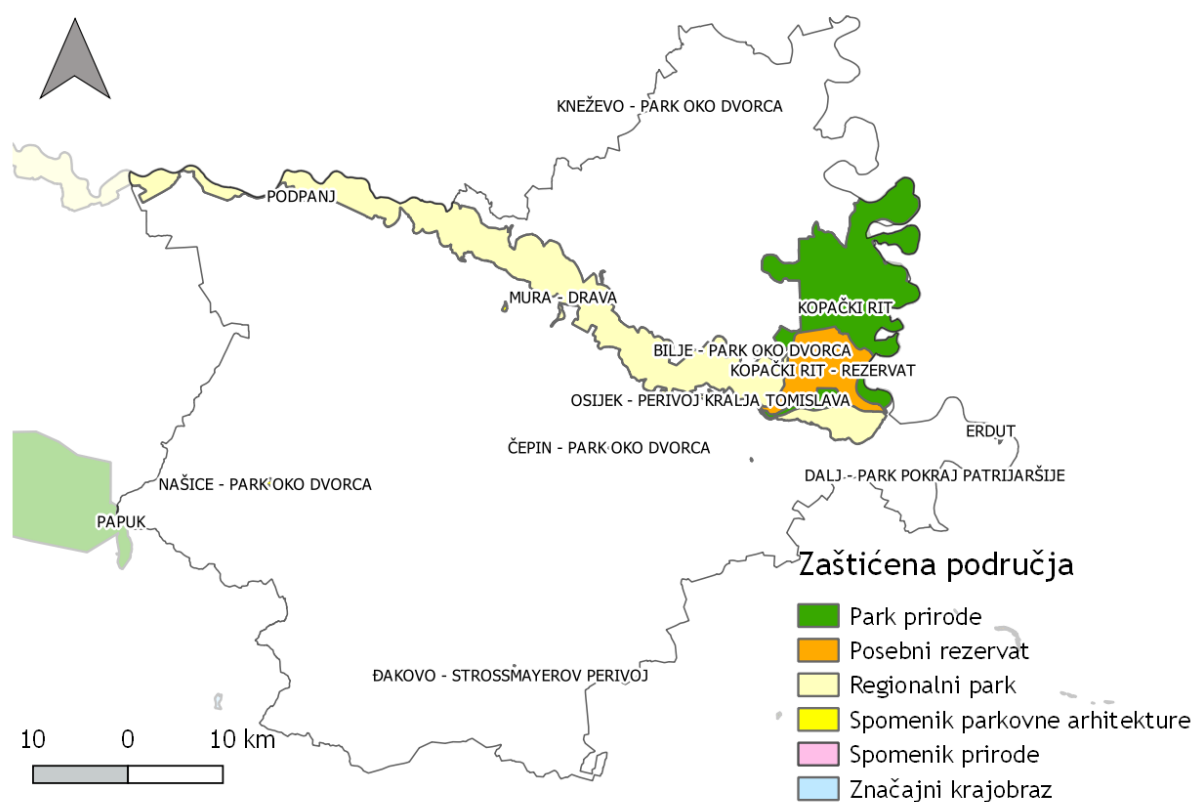 KNEŽEVO - PARK OKO DVORCA
PODPANJ
MURA - DRAVA
KOPAČKI RIT
BILJE - PARK OKO DVORCA
KOPAČKI RIT - REZERVAT
OSIJEK - PERIVOJ KRALJA TOMISLAVA
ERDUT
ČEPIN - PARK OKO DVORCA
DALJ - PARK POKRAJ PATRIJARŠIJE
NAŠICE - PARK OKO DVORCA
PAPUK
ĐAKOVO - STROSSMAYEROV PERIVOJ
Zaštićena područja
Park prirode
Posebni rezervat
Regionalni park
Spomenik parkovne arhitekture
Spomenik prirode
Značajni krajobraz
10 0 10 km